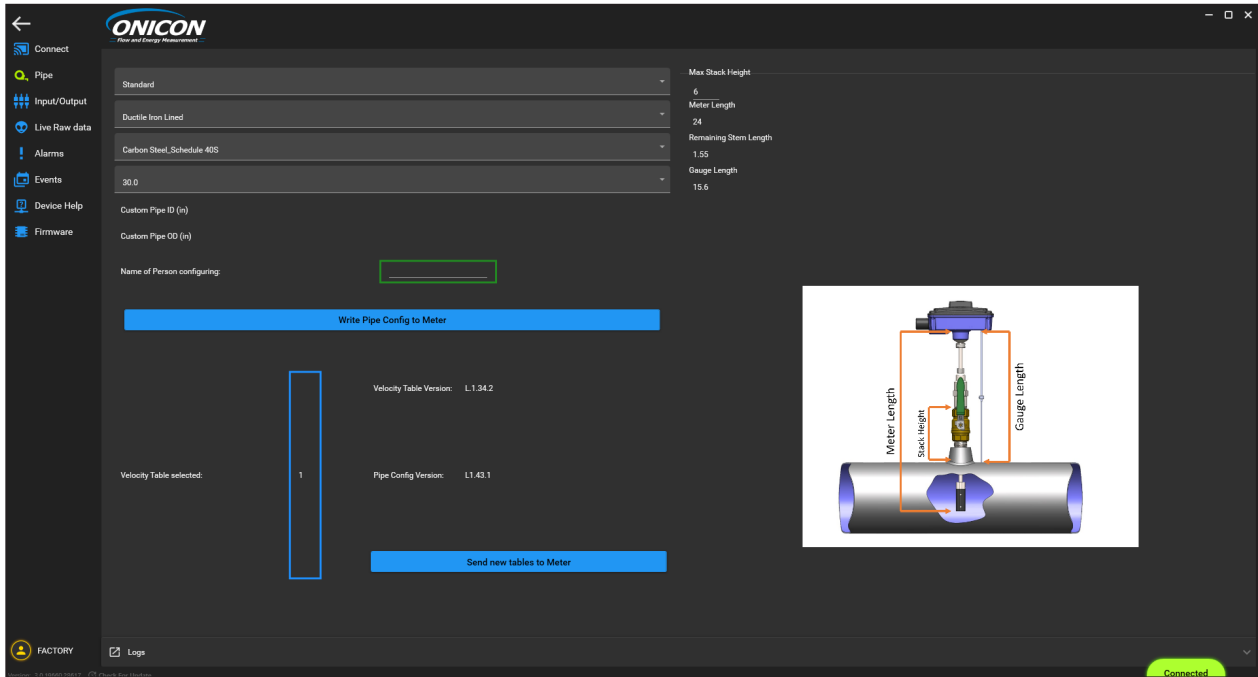 ONICON
Flow and Energy Measurement
Connect
Pipe
Input/Output
Live Raw data
Alarms
Events
Device Help
Firmware
FACTORY
Check For Update
Standard
Ductile Iron Lined
Carbon Steel_Schedule 40S
30.0
Custom Pipe ID (in)
Custom Pipe OD (in)
Name of Person configuring:
Write Pipe Config to Meter
Velocity Table Version: L.1.34.2
Velocity Table selected: 1
Pipe Config Version: L1.43.1
Send new tables to Meter
Max Stack Height
6
Meter Length
24
Remaining Stem Length
1.55
Gauge Length
15.6
Meter Length
Stack Height
Gauge Length
Logs
Connected